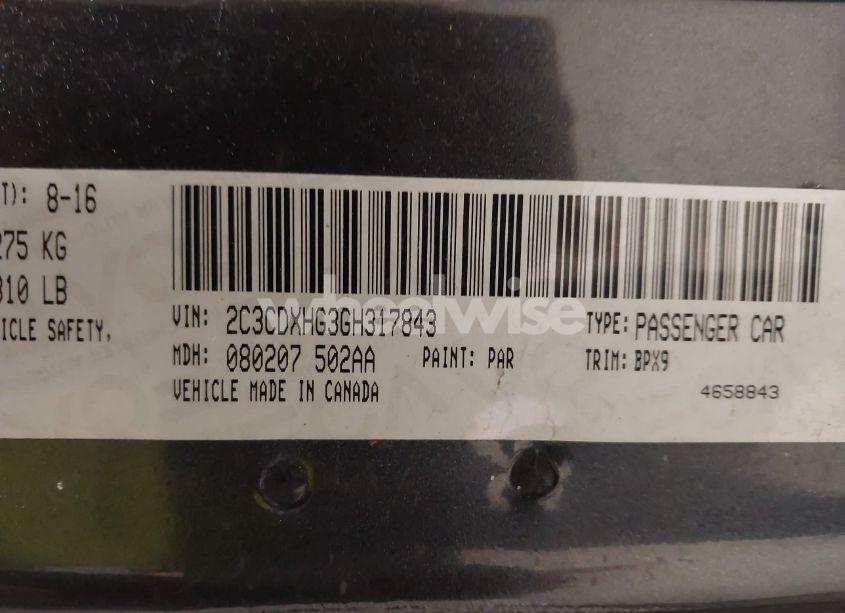 T): 8-16
275 KG
310 LB
ICLE SAFETY,
wheelwise
VIN: 2C3CDXHG3GH317843
TYPE: PASSENGER CAR
MDH: 080207 502AA
PAINT: PAR
TRIM: BPX9
VEHICLE MADE IN CANADA
4658843